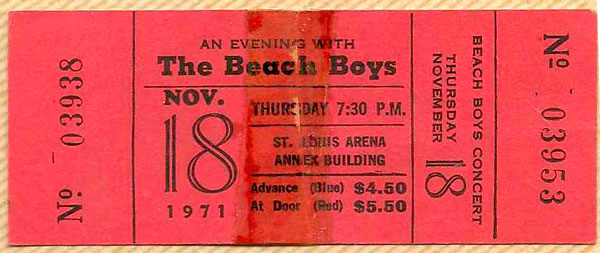 Nº 03938
AN EVENING WITH
The Beach Boys
NOV.
18
1971
THURSDAY 7:30 P.M.
ST. LOUIS ARENA
ANNEX BUILDING
Advance (Blue) $4.50
At Door (Red) $5.50
BEACH BOYS CONCERT
THURSDAY
NOVEMBER 18
Nº 03953